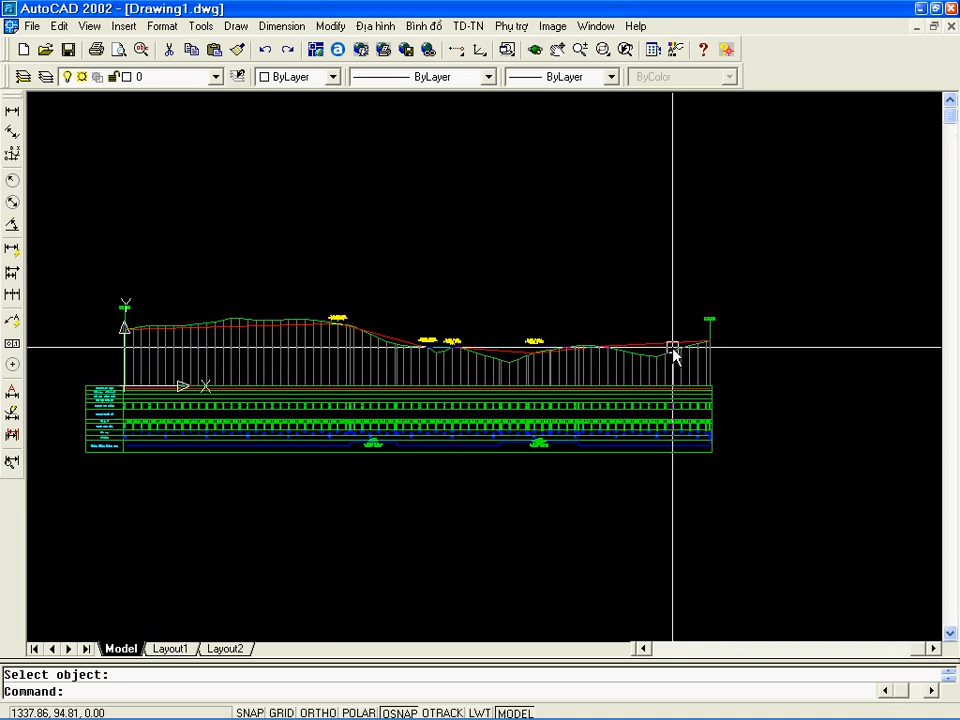 AutoCAD 2002 - [Drawing1.dwg]
File Edit View Insert Format Tools Draw Dimension Modify Địa hình Bình đồ TD-TN Phụ trợ Image Window Help
0 ByLayer ByLayer ByLayer ByColor
Y
X
Model Layout1 Layout2
Select object:
Command:
1337.86, 94.81, 0.00 SNAP GRID ORTHO POLAR OSNAP OTRACK LWT MODEL